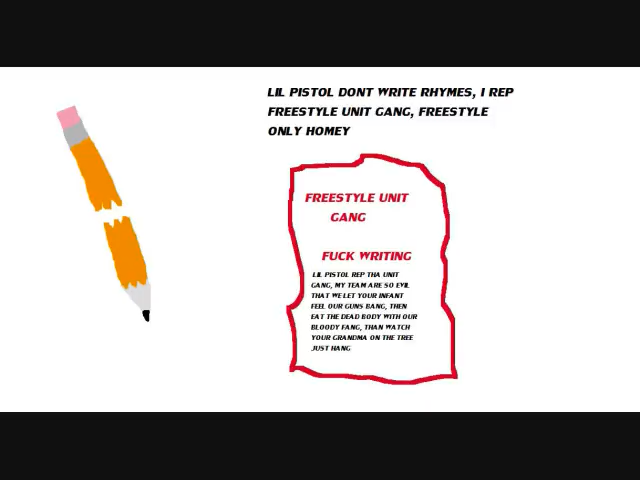 LIL PISTOL DONT WRITE RHYMES, I REP
FREESTYLE UNIT GANG, FREESTYLE
ONLY HOMEY
FREESTYLE UNIT
GANG
FUCK WRITING
LIL PISTOL REP THA UNIT
GANG, MY TEAM ARE SO EVIL
THAT WE LET YOUR INFANT
FEEL OUR GUNS BANG, THEN
EAT THE DEAD BODY WITH OUR
BLOODY FANG, THAN WATCH
YOUR GRANDMA ON THE TREE
JUST HANG